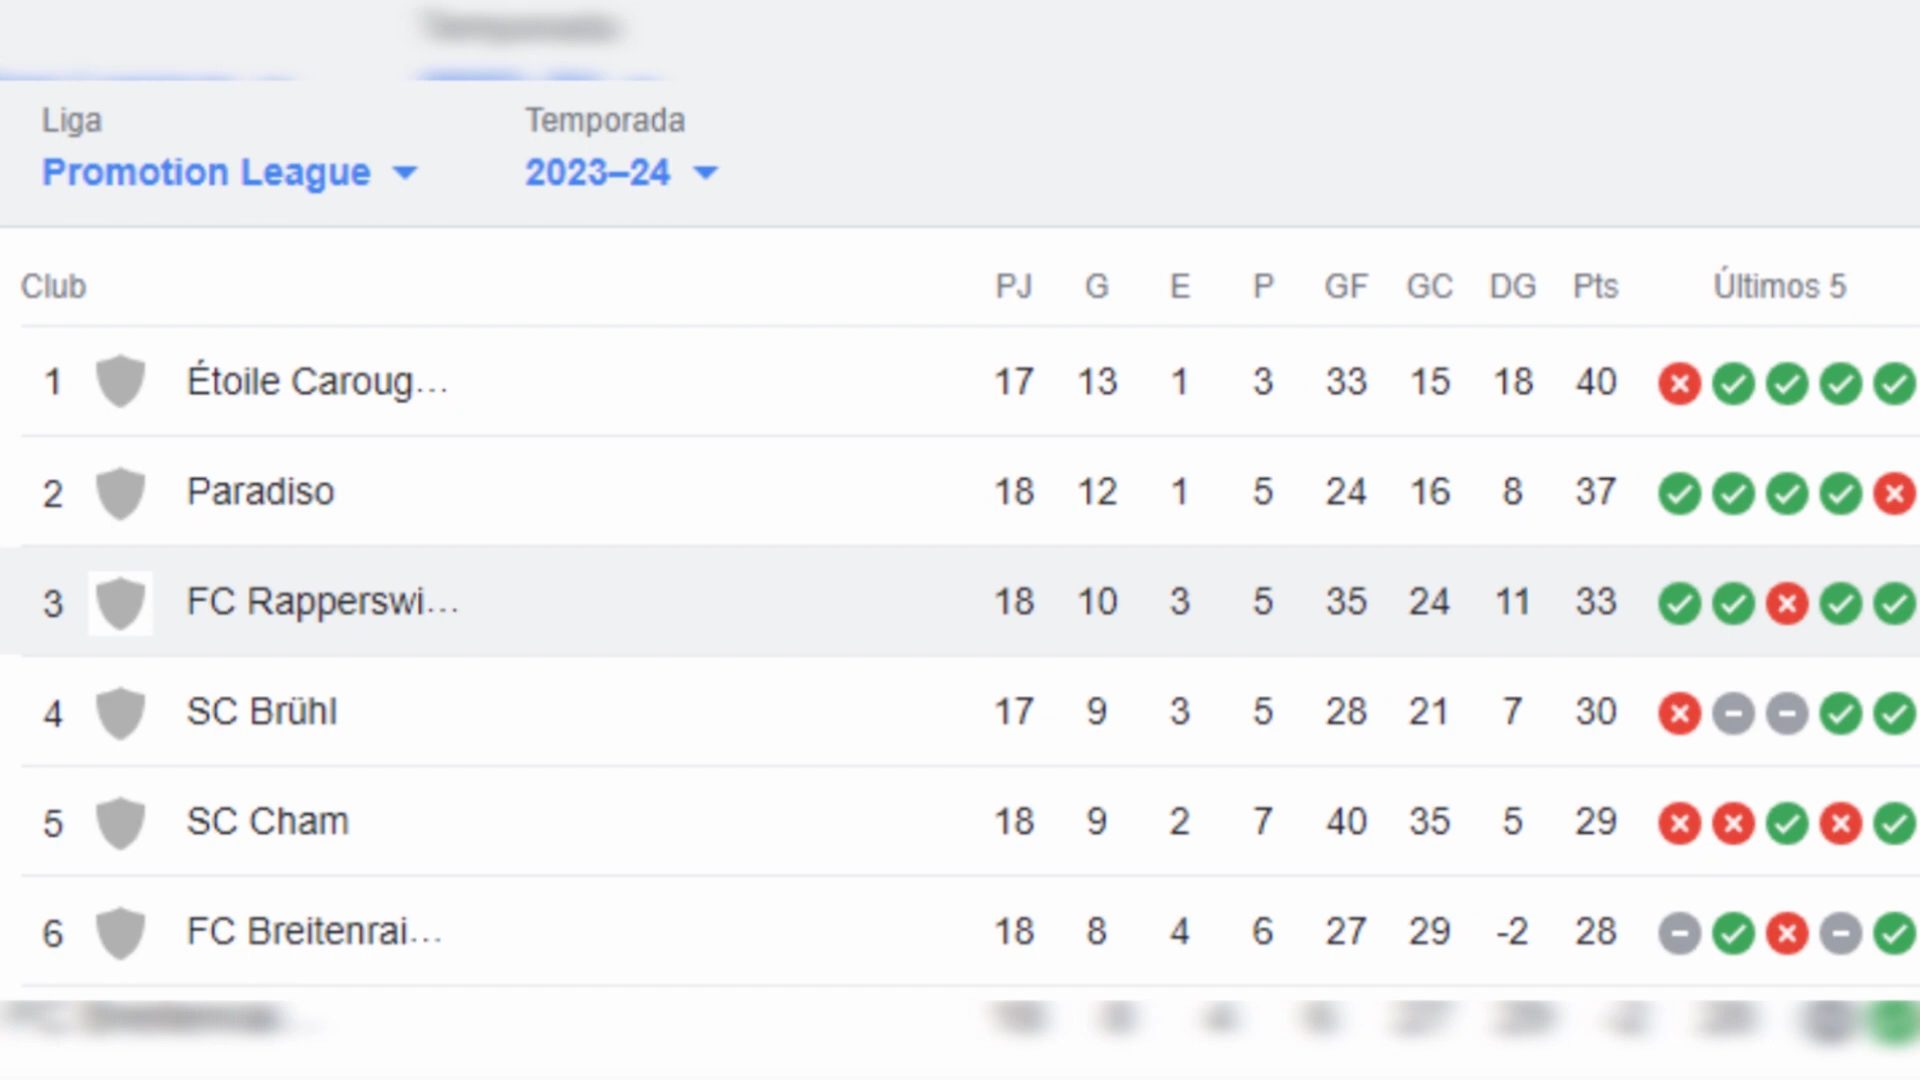 Temporada
Liga Temporada
Promotion League 2023–24
Club PJ G E P GF GC DG Pts Últimos 5
1 Étoile Caroug... 17 13 1 3 33 15 18 40
2 Paradiso 18 12 1 5 24 16 8 37
3 FC Rapperswi... 18 10 3 5 35 24 11 33
4 SC Brühl 17 9 3 5 28 21 7 30
5 SC Cham 18 9 2 7 40 35 5 29
6 FC Breitenrai... 18 8 4 6 27 29 -2 28